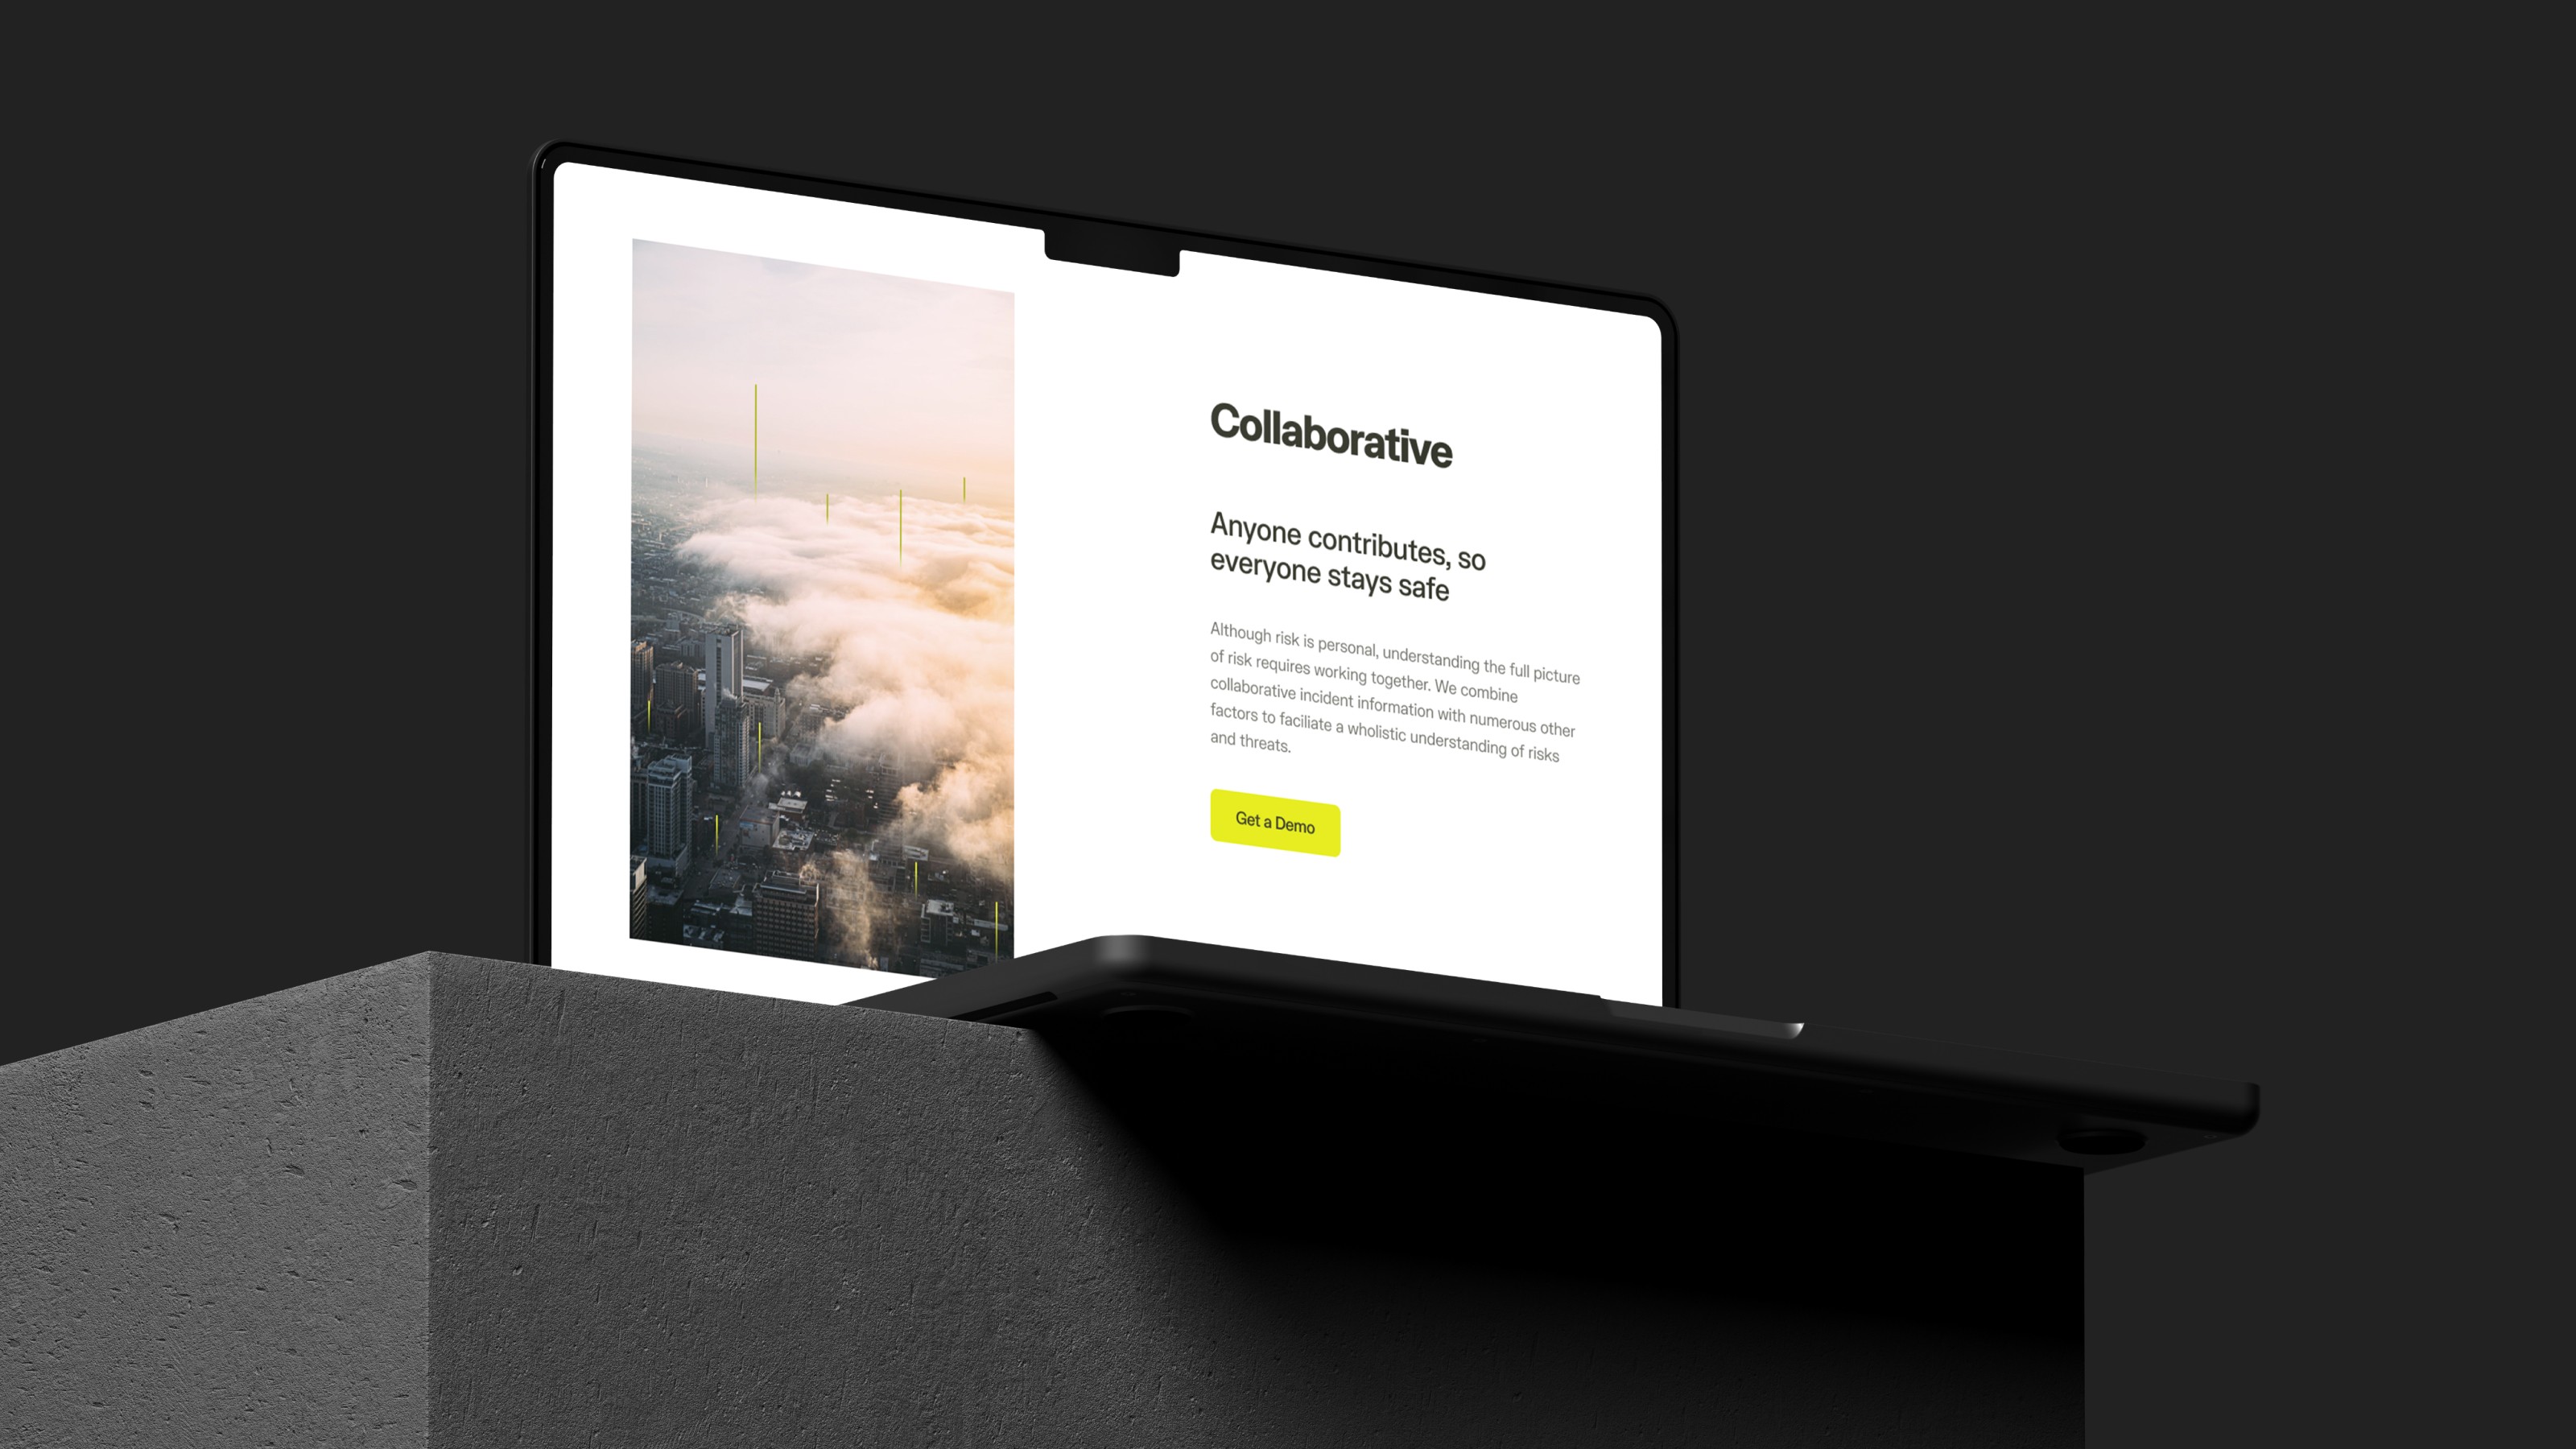 Collaborative
Anyone contributes, so
everyone stays safe
Although risk is personal, understanding the full picture
of risk requires working together. We combine
collaborative incident information with numerous other
factors to faciliate a wholistic understanding of risks
and threats.
Get a Demo